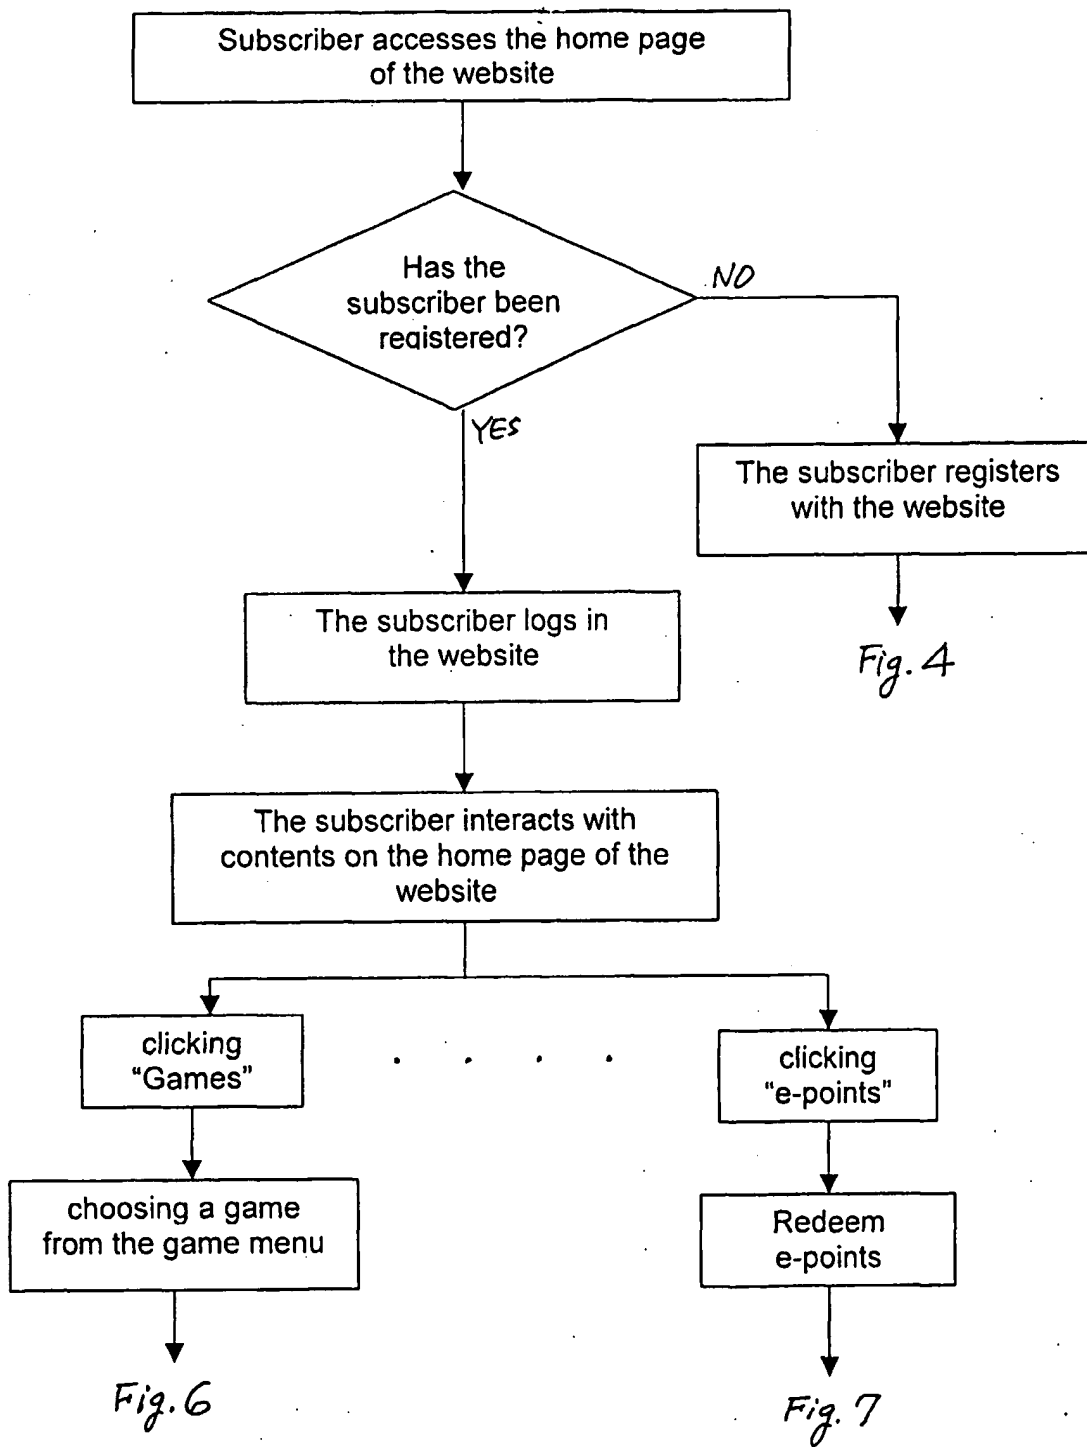 Subscriber accesses the home page
of the website
Has the
subscriber been
registered?
NO
YES
The subscriber registers
with the website
Fig. 4
The subscriber logs in
the website
The subscriber interacts with
contents on the home page of the
website
clicking
“Games”
. . . .
clicking
“e-points”
choosing a game
from the game menu
Redeem
e-points
Fig. 6
Fig. 7